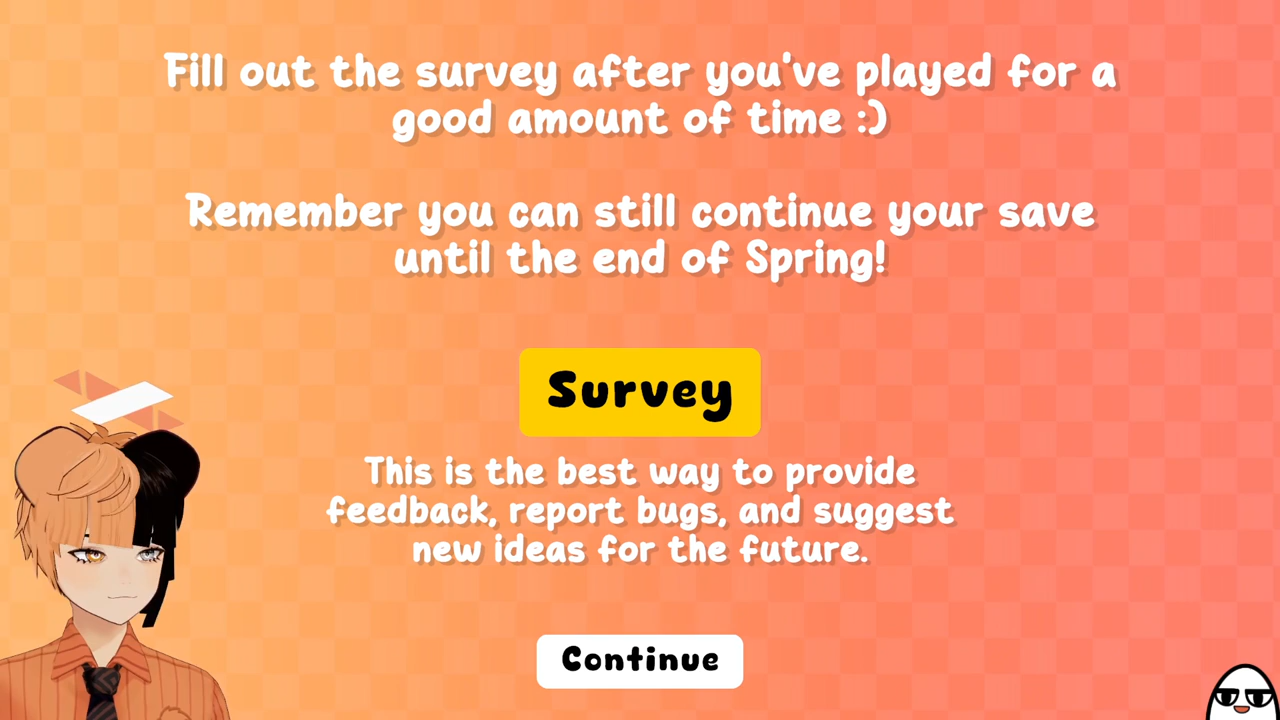 Fill out the survey after you've played for a
good amount of time :)
Remember you can still continue your save
until the end of Spring!
Survey
This is the best way to provide
feedback, report bugs, and suggest
new ideas for the future.
Continue